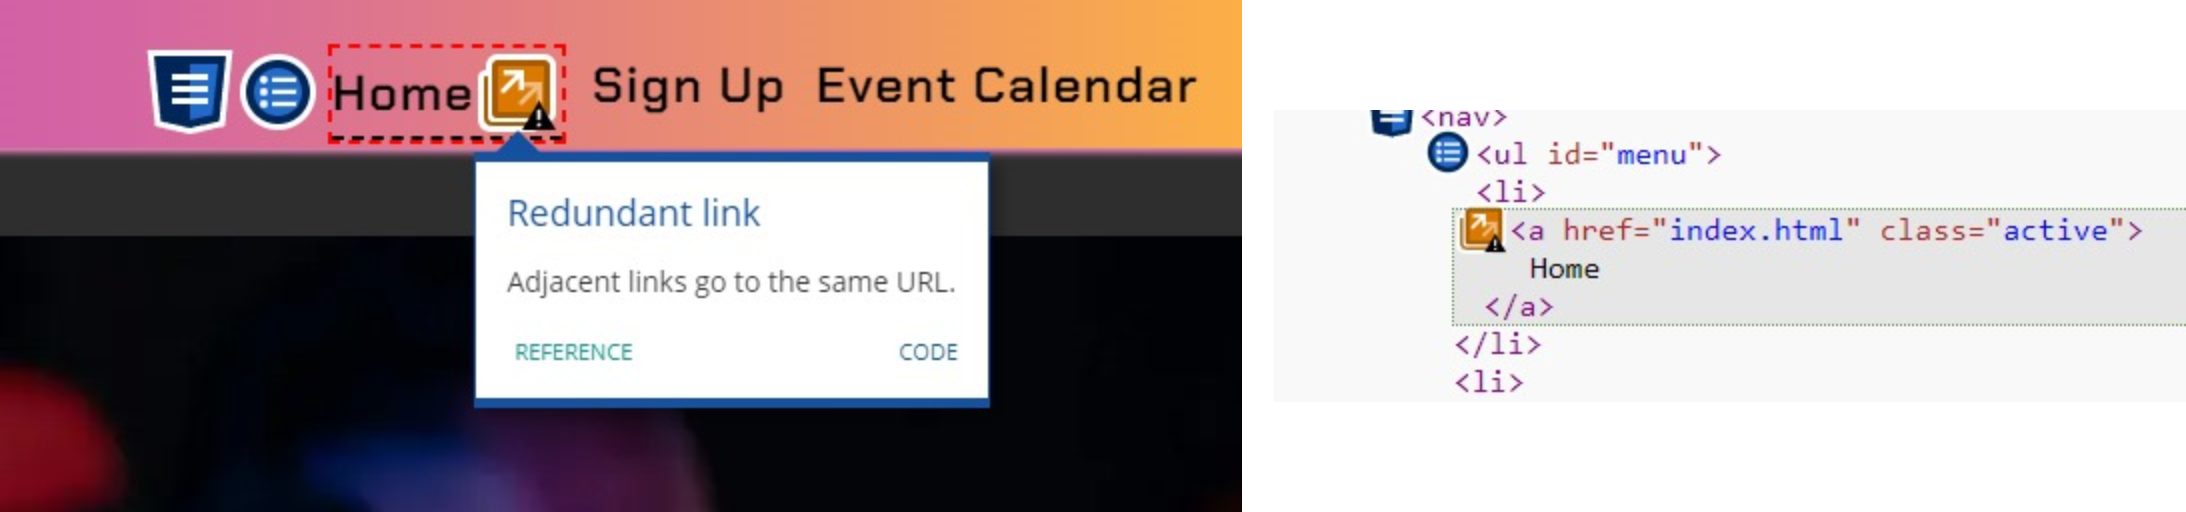 Home Sign Up Event Calendar
Redundant link
Adjacent links go to the same URL.
REFERENCE CODE
<nav>
<ul id="menu">
<li>
<a href="index.html" class="active">
Home
</a>
</li>
<li>